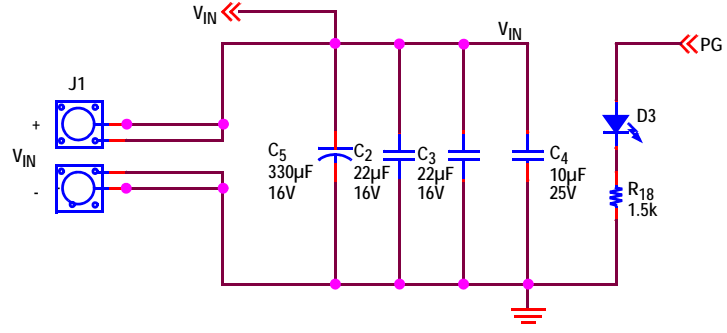 VIN
VIN
PG
J1
+
VIN
-
C5
330µF
16V
C2
22µF
16V
C3
22µF
16V
C4
10µF
25V
D3
R18
1.5k